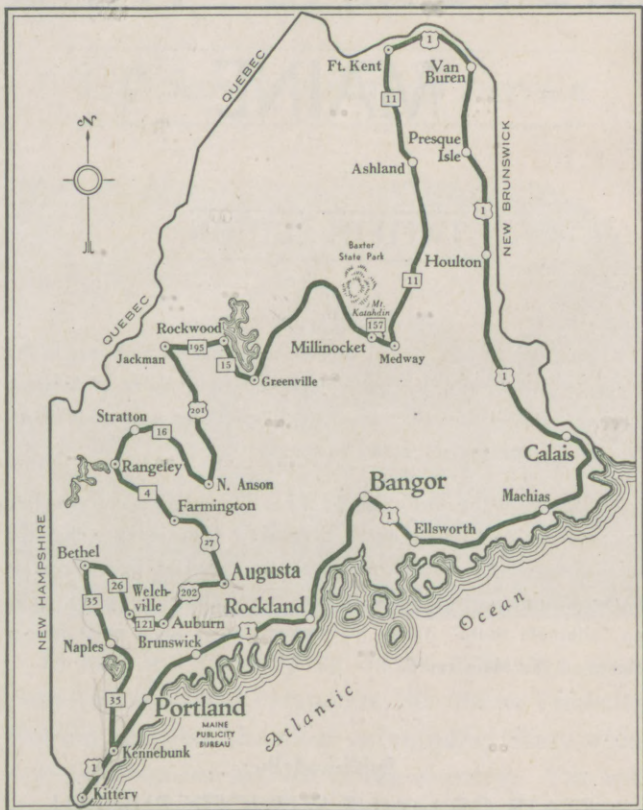 1
Ft. Kent
Van
Buren
QUEBEC
11
Presque
Isle
NEW BRUNSWICK
Ashland
N
1
Baxter
State Park
Houlton
11
Mt.
Katahdin
QUEBEC
Rockwood
157
Millinocket
Medway
195
Jackman
15
Greenville
1
201
Stratton
16
Calais
Rangeley
N. Anson
Bangor
4
Machias
Farmington
1
Ellsworth
NEW HAMPSHIRE
27
Bethel
Augusta
26
Welch-
ville
202
35
Rockland
Ocean
121
Auburn
1
Naples
Brunswick
35
Portland
MAINE
PUBLICITY
BUREAU
Atlantic
Kennebunk
1
Kittery